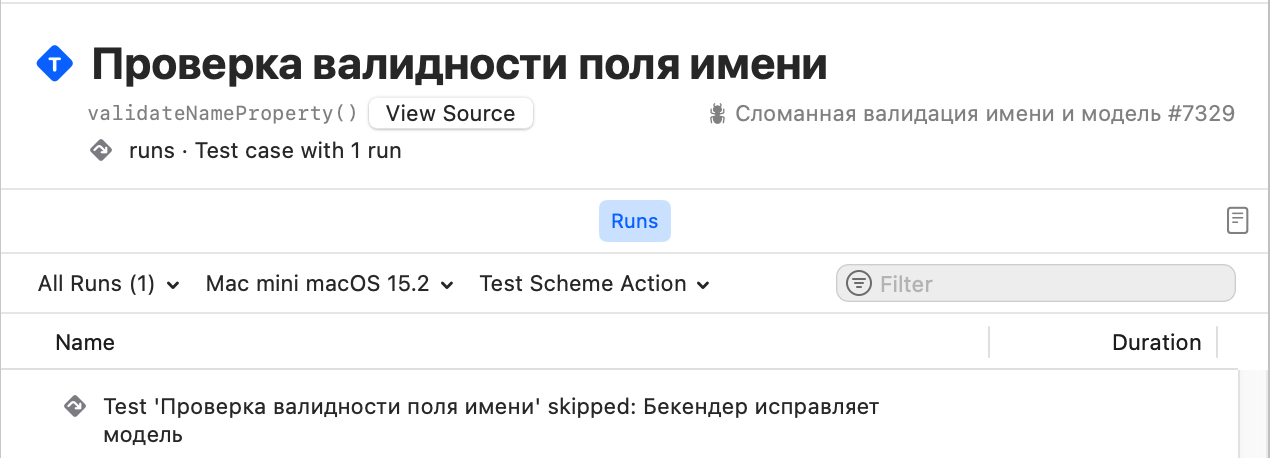 Проверка валидности поля имени
validateNameProperty() View Source Сломанная валидация имени и модель #7329
runs · Test case with 1 run
Runs
All Runs (1) Mac mini macOS 15.2 Test Scheme Action Filter
Name Duration
Test 'Проверка валидности поля имени' skipped: Бекендер исправляет
модель